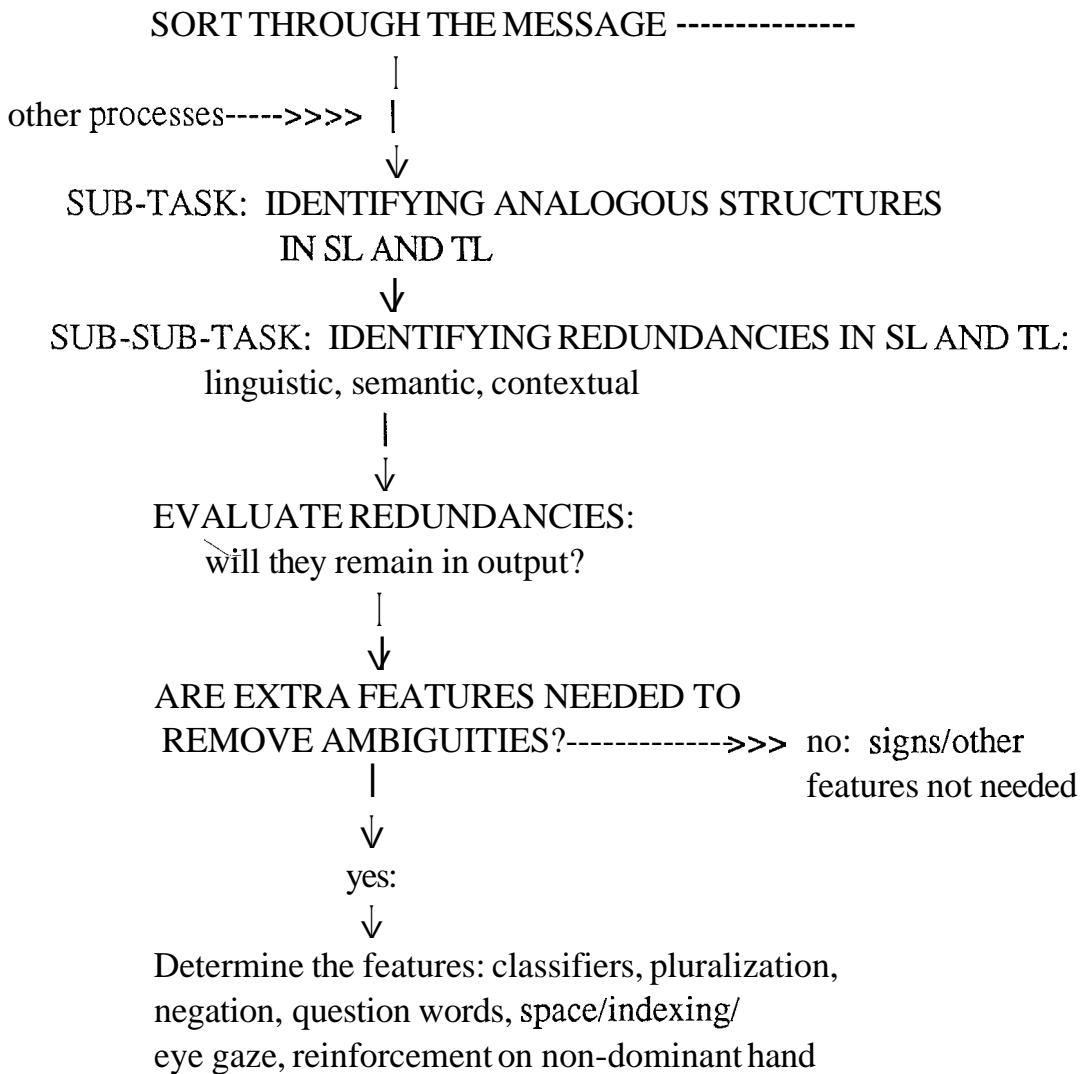 SORT THROUGH THE MESSAGE ---------------
other processes----->>>>
SUB-TASK: IDENTIFYING ANALOGOUS STRUCTURES
IN SL AND TL
SUB-SUB-TASK: IDENTIFYING REDUNDANCIES IN SL AND TL:
linguistic, semantic, contextual
EVALUATE REDUNDANCIES:
will they remain in output?
ARE EXTRA FEATURES NEEDED TO
REMOVE AMBIGUITIES?-------------->>> no: signs/other
features not needed
yes:
Determine the features: classifiers, pluralization,
negation, question words, space/indexing/
eye gaze, reinforcement on non-dominant hand